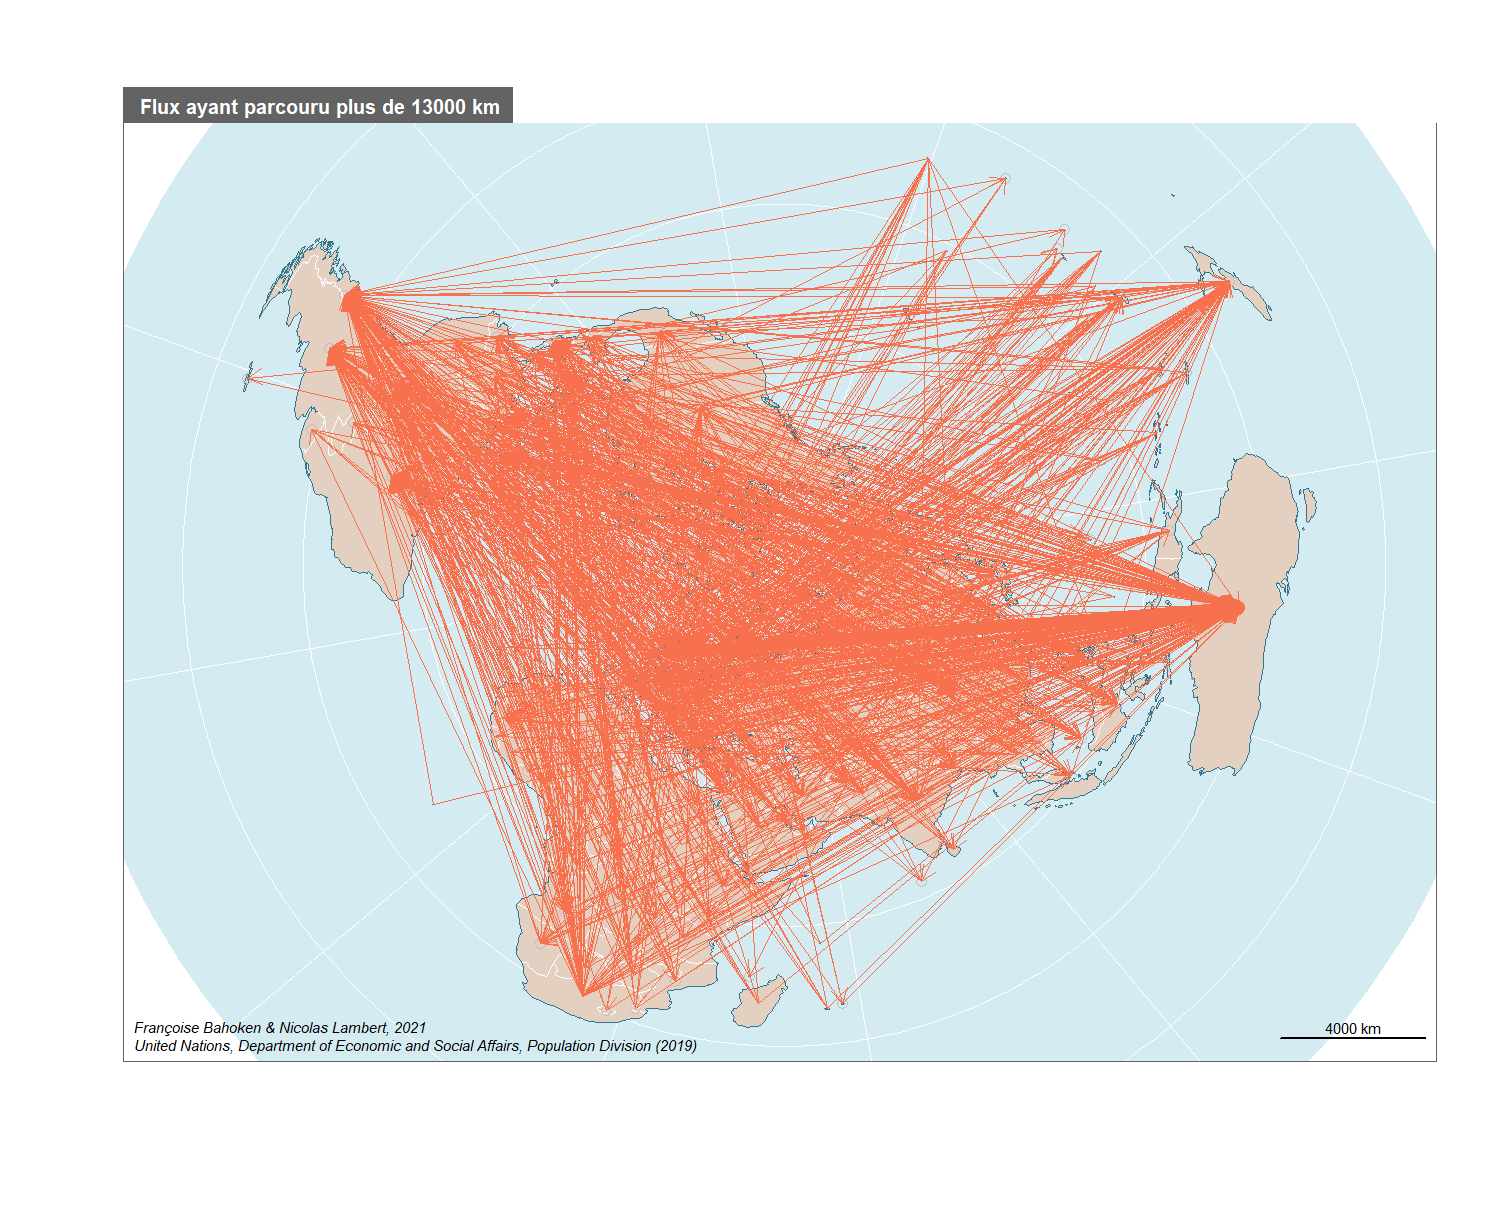 Flux ayant parcouru plus de 13000 km
Françoise Bahoken & Nicolas Lambert, 2021
United Nations, Department of Economic and Social Affairs, Population Division (2019)
4000 km